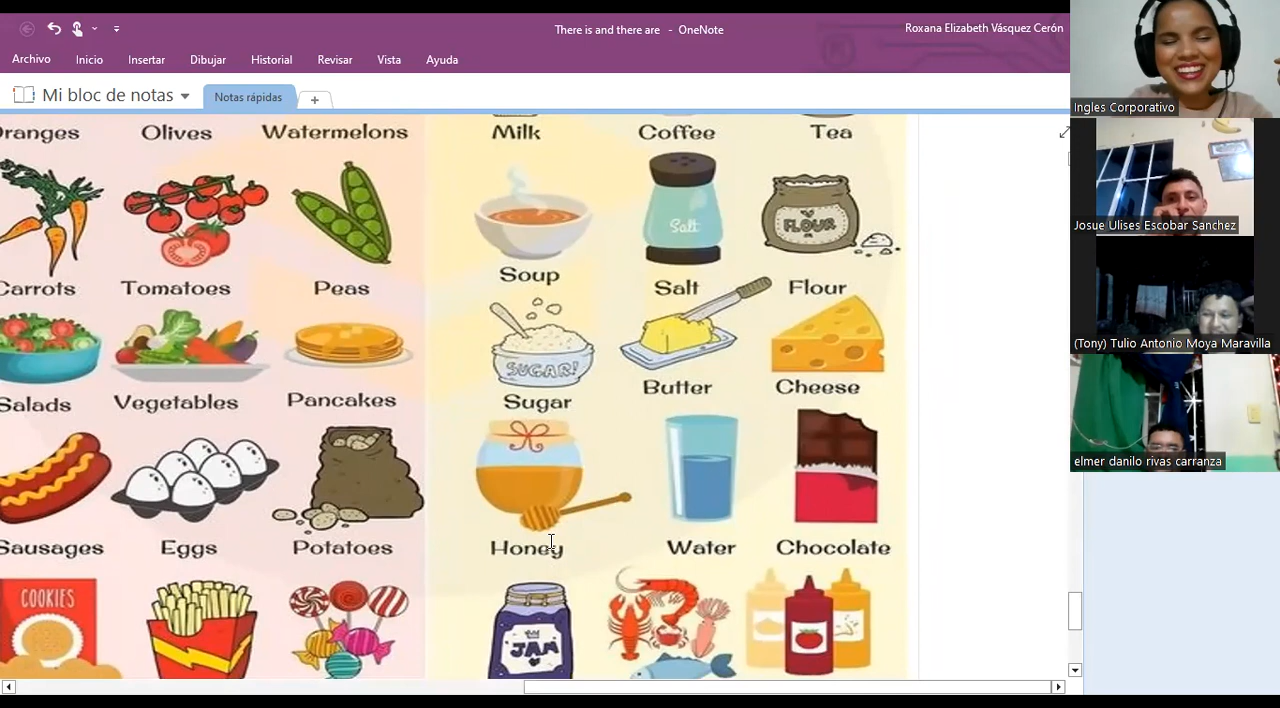 There is and there are - OneNote
Roxana Elizabeth Vásquez Cerón
Archivo Inicio Insertar Dibujar Historial Revisar Vista Ayuda
Mi bloc de notas
Notas rápidas
Oranges Olives Watermelons Milk Coffee Tea
Salt
FLOUR
Soup
Carrots Tomatoes Peas Salt Flour
SUGAR!
Salads Vegetables Pancakes Sugar Butter Cheese
Sausages Eggs Potatoes Honey Water Chocolate
COOKIES
JAM
Ingles Corporativo
Josue Ulises Escobar Sanchez
(Tony) Tulio Antonio Moya Maravilla
elmer danilo rivas carranza